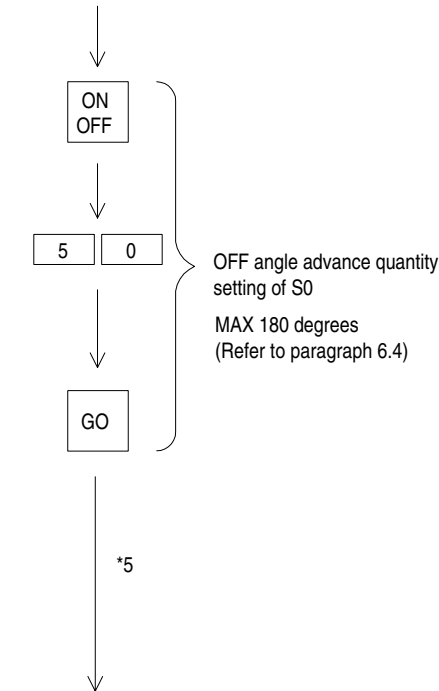 ON
OFF
5 0
OFF angle advance quantity
setting of S0
MAX 180 degrees
(Refer to paragraph 6.4)
GO
*5